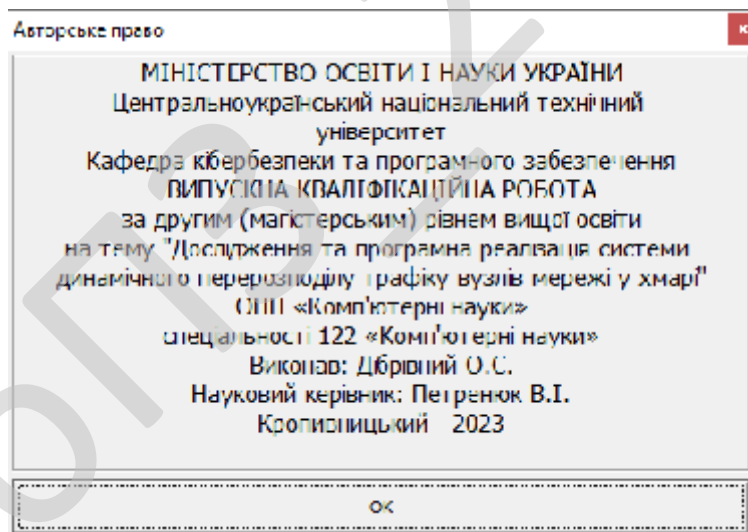 Авторське право
МІНІСТЕРСТВО ОСВІТИ І НАУКИ УКРАЇНИ
Центральноукраїнський національний технічний
університет
Кафедра кібербезпеки та програмного забезпечення
ВИПУСКНА КВАЛІФІКАЦІЙНА РОБОТА
за другим (магістерським) рівнем вищої освіти
на тему "Дослідження та програмна реалізація системи
динамічного перерозподілу трафіку вузлів мережі у хмарі"
ОПП «Комп'ютерні науки»
спеціальності 122 «Комп'ютерні науки»
Виконав: Дібрівний О.С.
Науковий керівник: Петренюк В.І.
Кропивницький 2023
OK